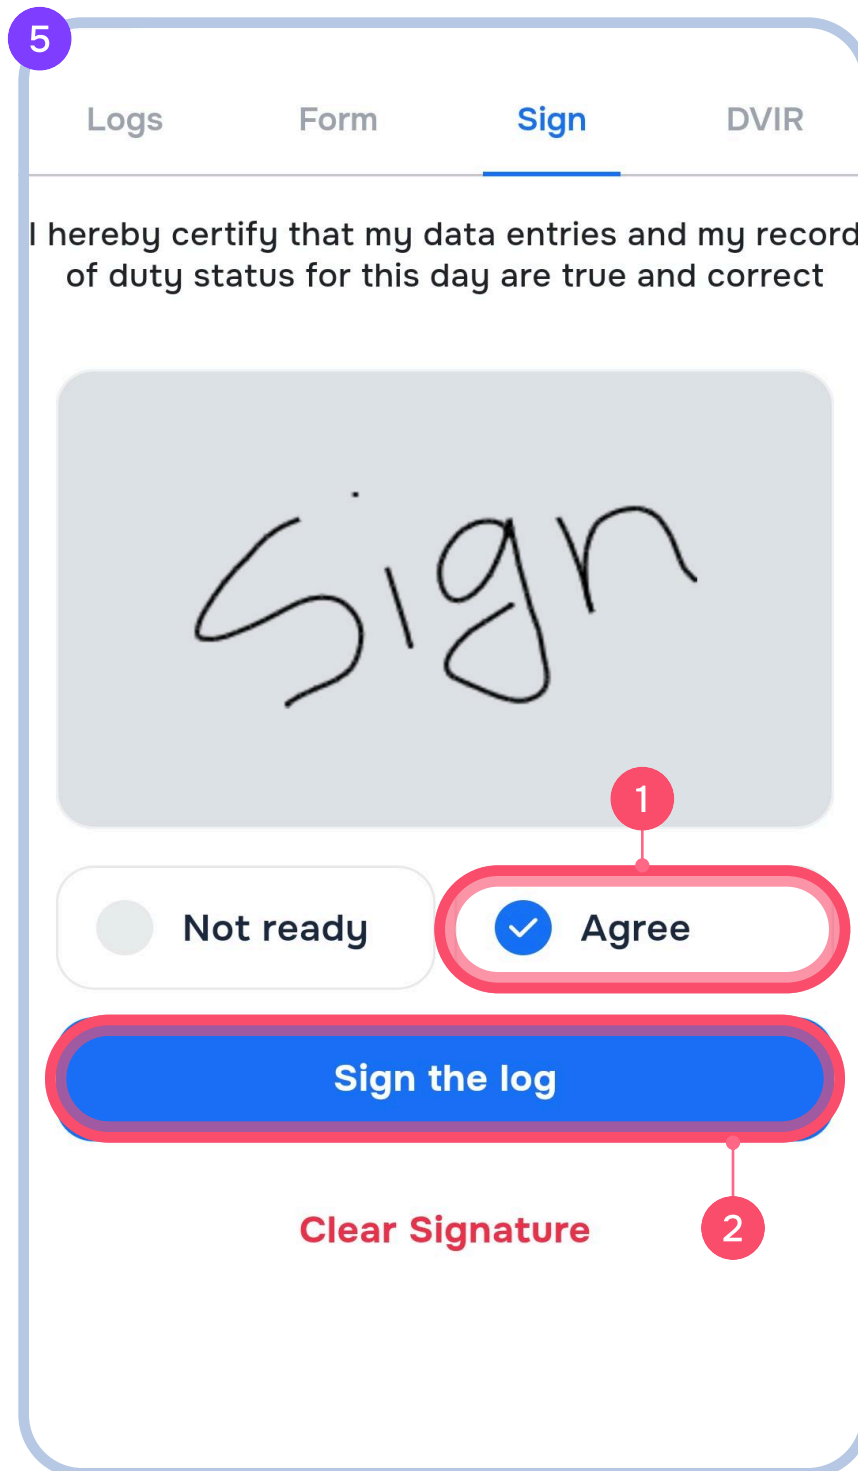 5
Logs Form Sign DVIR
I hereby certify that my data entries and my record
of duty status for this day are true and correct
Sign
1
Not ready Agree
Sign the log
Clear Signature
2